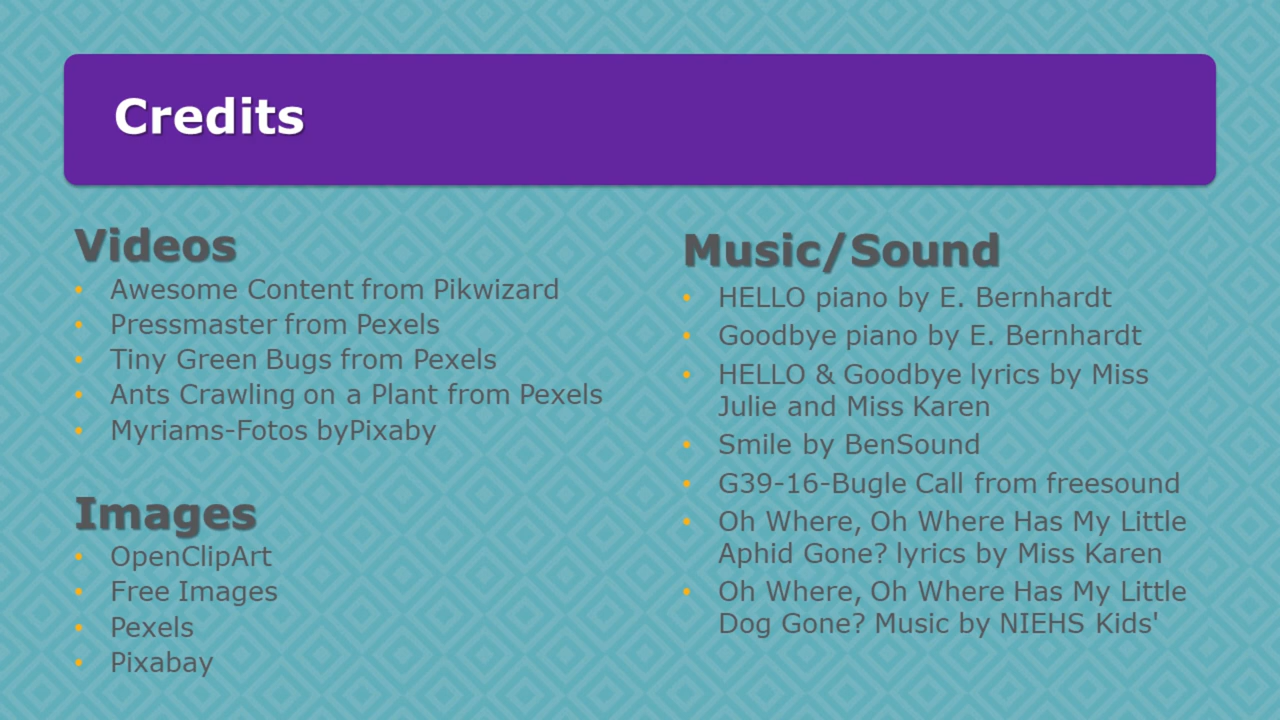 Credits
Videos
• Awesome Content from Pikwizard
• Pressmaster from Pexels
• Tiny Green Bugs from Pexels
• Ants Crawling on a Plant from Pexels
• Myriams-Fotos byPixaby
Images
• OpenClipArt
• Free Images
• Pexels
• Pixabay
Music/Sound
• HELLO piano by E. Bernhardt
• Goodbye piano by E. Bernhardt
• HELLO & Goodbye lyrics by Miss
Julie and Miss Karen
• Smile by BenSound
• G39-16-Bugle Call from freesound
• Oh Where, Oh Where Has My Little
Aphid Gone? lyrics by Miss Karen
• Oh Where, Oh Where Has My Little
Dog Gone? Music by NIEHS Kids'